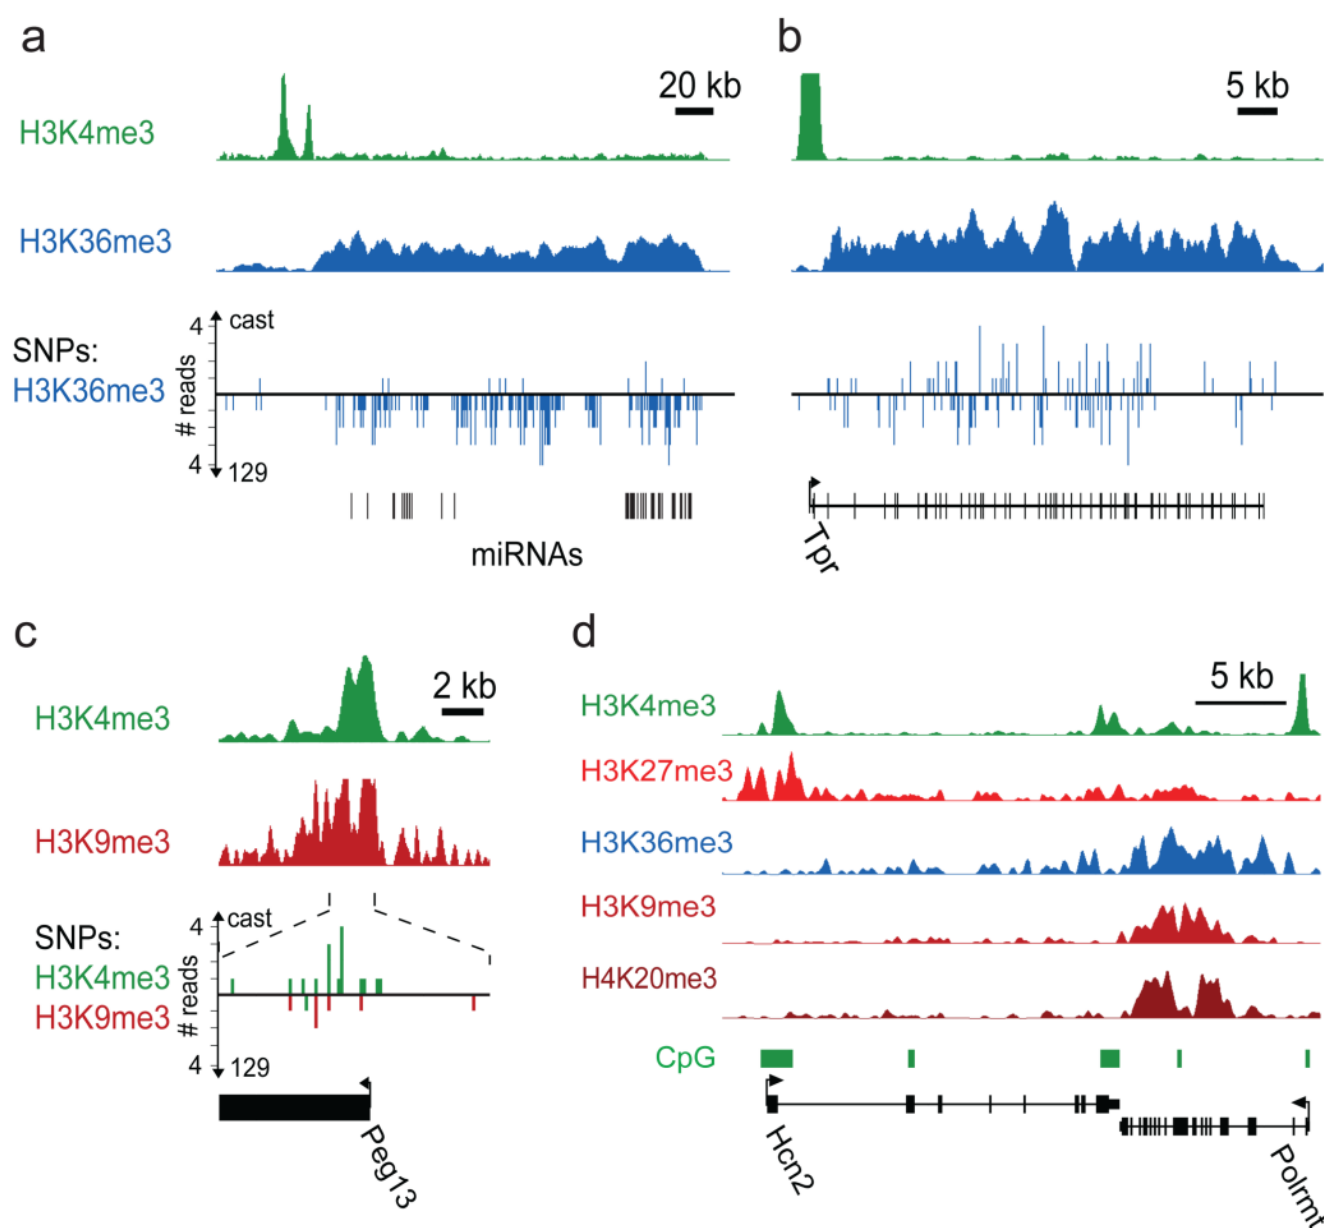 a
b
20 kb
5 kb
H3K4me3
H3K36me3
SNPs:
H3K36me3
# reads
4
cast
4
129
miRNAs
Tpr
c
d
2 kb
5 kb
H3K4me3
H3K9me3
SNPs:
H3K4me3
H3K9me3
# reads
4
cast
4
129
Peg13
H3K4me3
H3K27me3
H3K36me3
H3K9me3
H4K20me3
CpG
Hcn2
Polrmt